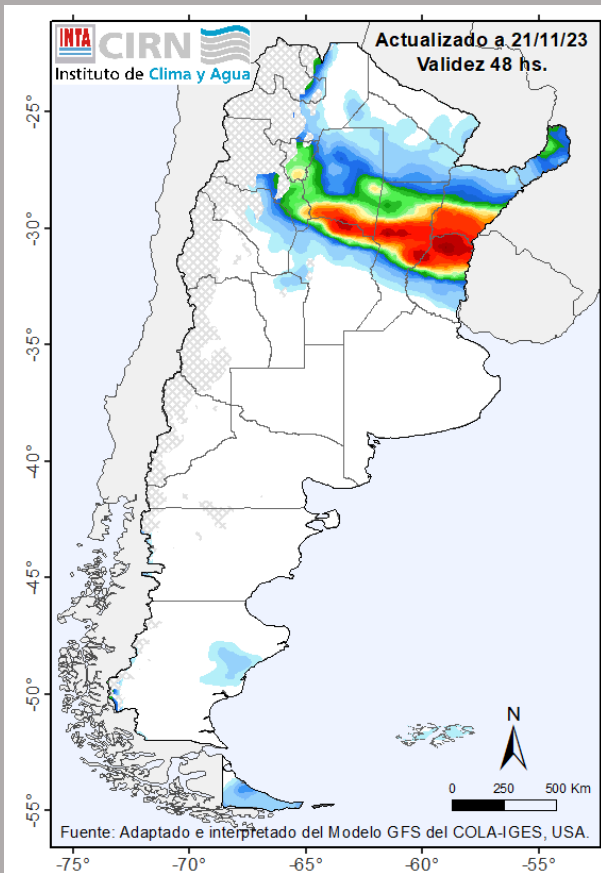 INTA CIRN
Instituto de Clima y Agua
Actualizado a 21/11/23
Validez 48 hs.
-25°
-30°
-35°
-40°
-45°
-50°
-55°
N
0 250 500 Km
Fuente: Adaptado e interpretado del Modelo GFS del COLA-IGES, USA.
-75° -70° -65° -60° -55°